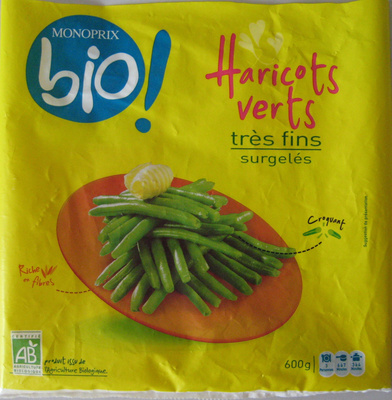 MONOPRIX
bio!
Haricots
verts
très fins
surgelés
Croquant
Riche
en fibres
CERTIFIÉ
AB
AGRICULTURE
BIOLOGIQUE
produit issu de
l'Agriculture Biologique
600g